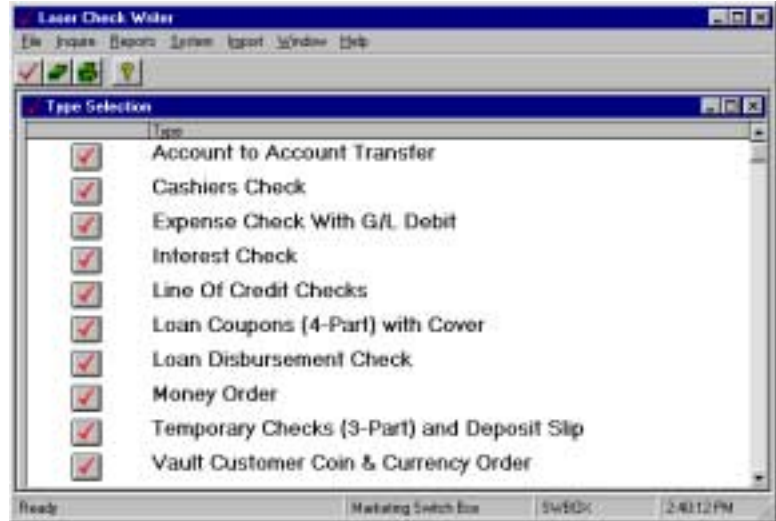 Laser Check Writer
File Inquire Reports System Import Window Help
Type Selection
Type
Account to Account Transfer
Cashiers Check
Expense Check With G/L Debit
Interest Check
Line Of Credit Checks
Loan Coupons (4-Part) with Cover
Loan Disbursement Check
Money Order
Temporary Checks (3-Part) and Deposit Slip
Vault Customer Coin & Currency Order
Ready Marketing Switch Box SWBOX 2:40:12 PM